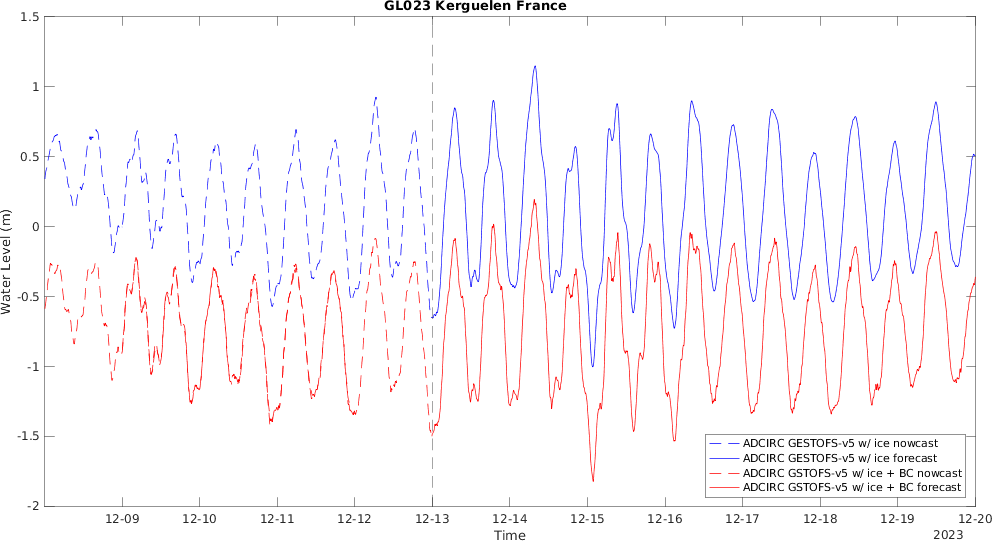 GL023 Kerguelen France
1.5
1
0.5
0
-0.5
-1
-1.5
-2
Water Level (m)
ADCIRC GESTOFS-v5 w/ ice nowcast
ADCIRC GESTOFS-v5 w/ ice forecast
ADCIRC GSTOFS-v5 w/ ice + BC nowcast
ADCIRC GSTOFS-v5 w/ ice + BC forecast
12-09 12-10 12-11 12-12 12-13 12-14 12-15 12-16 12-17 12-18 12-19 12-20
Time
2023